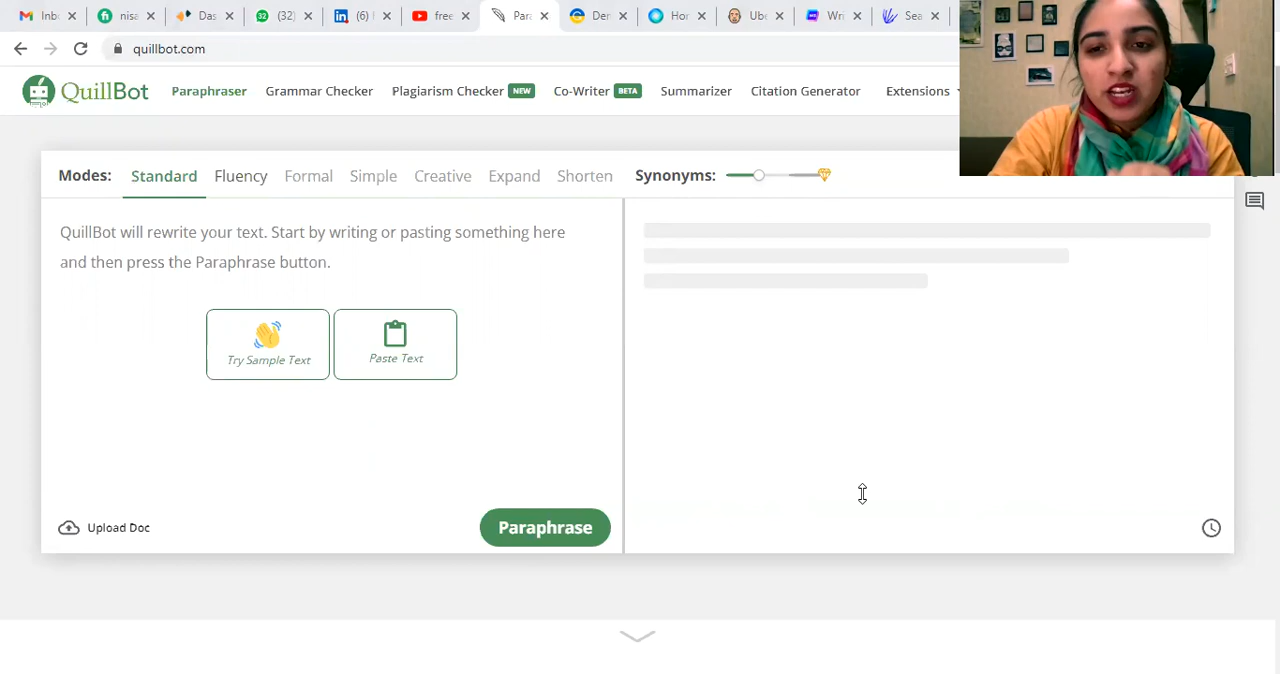 Inb
nisa
Das
32
(32)
(6)
free
Para
Der
Hor
Ube
Wri
Sea
quillbot.com
QuillBot
Paraphraser
Grammar Checker
Plagiarism Checker NEW
Co-Writer BETA
Summarizer
Citation Generator
Extensions
Modes: Standard Fluency Formal Simple Creative Expand Shorten
Synonyms:
QuillBot will rewrite your text. Start by writing or pasting something here
and then press the Paraphrase button.
Try Sample Text
Paste Text
Upload Doc
Paraphrase